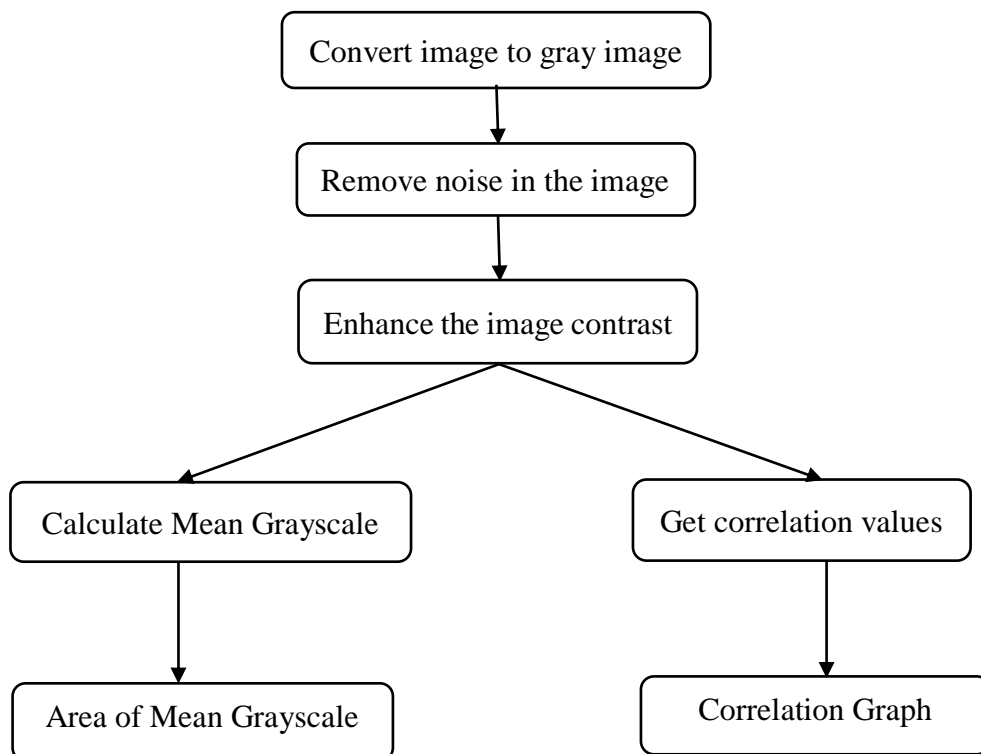 Convert image to gray image
Remove noise in the image
Enhance the image contrast
Calculate Mean Grayscale
Get correlation values
Area of Mean Grayscale
Correlation Graph